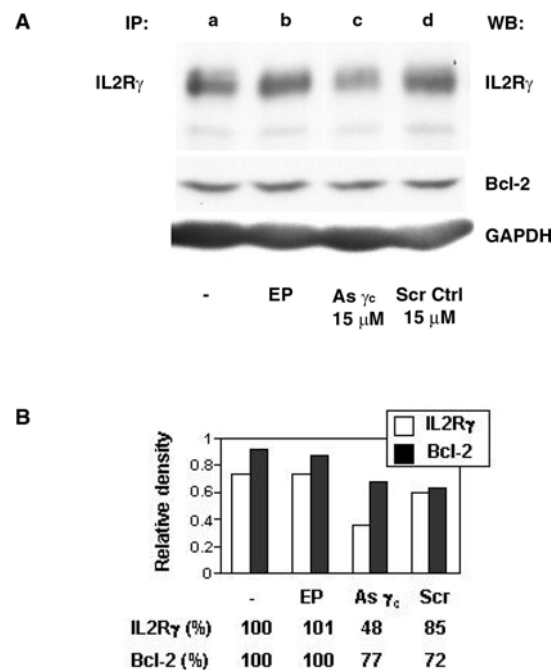 A
IP: a b c d WB:
IL2Rγ IL2Rγ
Bcl-2
GAPDH
- EP As γc Scr Ctrl
15 μM 15 μM
B
IL2Rγ
Bcl-2
Relative density
1
0.8
0.6
0.4
0.2
0
- EP As γc Scr
IL2Rγ (%) 100 101 48 85
Bcl-2 (%) 100 100 77 72